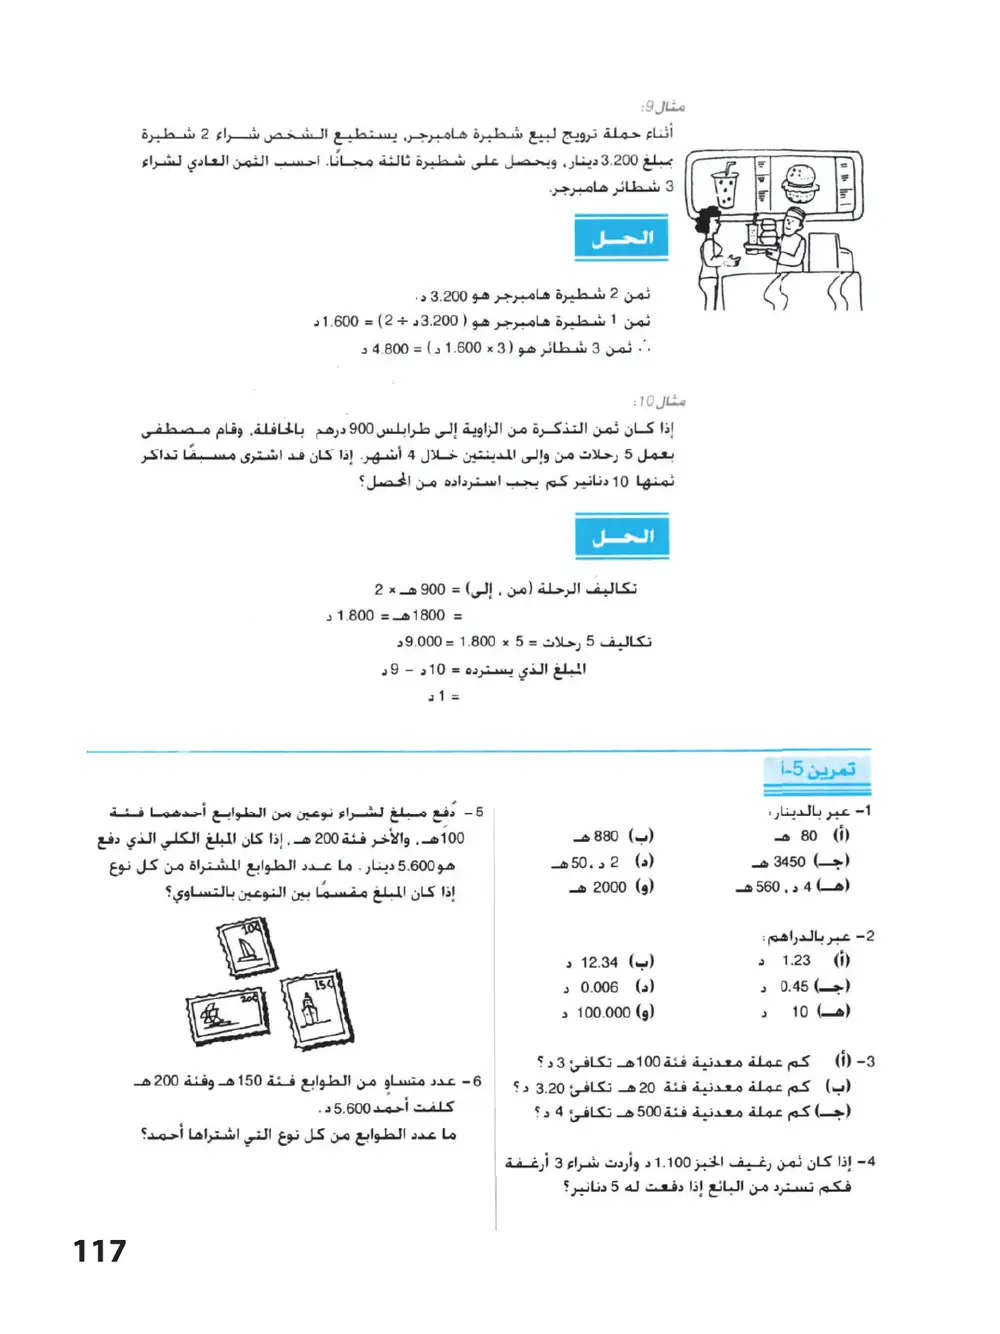 مثال 9:
أثناء حملة ترويج لبيع شطيرة هامبرجر، يستطيع الشخص شراء 2 شطيرة
بمبلغ 3.200 دينار، ويحصل على شطيرة ثالثة مجانًا. احسب الثمن العادي لشراء
3 شطائر هامبرجر.
الحل
ثمن 2 شطيرة هامبرجر هو 3.200 د.
ثمن 1 شطيرة هامبرجر هو ( 3.200د ÷ 2) = 1.600د
∴ ثمن 3 شطائر هو ( 3 × 1.600 د ) = 4.800 د
مثال 10:
إذا كان ثمن التذكرة من الزاوية إلى طرابلس 900 درهم بالحافلة. وقام مصطفى
بعمل 5 رحلات من وإلى المدينتين خلال 4 أشهر. إذا كان قد اشترى مسبقًا تذاكر
ثمنها 10 دنانير كم يجب استرداده من المحصل؟
الحل
تكاليف الرحلة (من ، إلى) = 900 هـ × 2
= 1800هـ = 1.800 د
تكاليف 5 رحلات = 5 × 1.800 = 9.000د
المبلغ الذي يسترده = 10د – 9د
= 1 د
تمرين 5-أ
1– عبر بالدينار:
(أ) 80 هـ (ب) 880 هـ
(جـ) 3450 هـ (د) 2 د ،50هـ
(هـ) 4 د ، 560 هـ (و) 2000 هـ
2– عبر بالدراهم:
(أ) 1.23 د (ب) 12.34 د
(جـ) 0.45 د (د) 0.006 د
(هـ) 10 د (و) 100.000 د
3– (أ) كم عملة معدنية فئة 100هـ تكافئ 3 د؟
(ب) كم عملة معدنية فئة 20 هـ تكافئ 3.20 د؟
(جـ) كم عملة معدنية فئة 500 هـ تكافئ 4 د؟
4– إذا كان ثمن رغيف الخبز 1.100 د وأردت شراء 3 أرغفة
فكم تسترد من البائع إذا دفعت له 5 دنانير؟
5 – دُفع مبلغ لشراء نوعين من الطوابع أحدهما فئة
100هـ، والآخر فئة 200 هـ، إذا كان المبلغ الكلي الذي دفع
هو 5.600 دينار . ما عدد الطوابع المشتراة من كل نوع
إذا كان المبلغ مقسمًا بين النوعين بالتساوي؟
10¢
20¢
15¢
6– عدد متساوٍ من الطوابع فئة 150 هـ وفئة 200 هـ
كلفت أحمد 5.600 د.
ما عدد الطوابع من كل نوع التي اشتراها أحمد؟
117